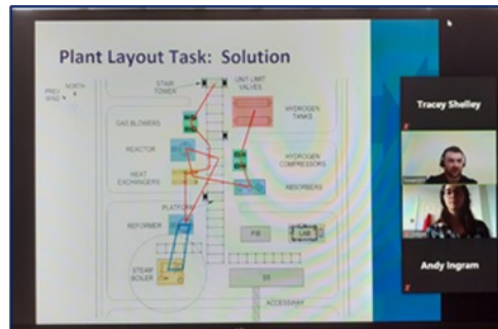 Plant Layout Task: Solution
STAIR
TOWER
UNIT LIMIT
VALVES
NORTH
PREV
WIND
HYDROGEN
TANKS
GAS BLOWERS
REACTOR
HYDROGEN
COMPRESSORS
HEAT
EXCHANGERS
ABSORBERS
PLATFORM
REFORMER
LAB
STEAM
BOILER
SS
ACCESSWAY
Tracey Shelley
Andy Ingram